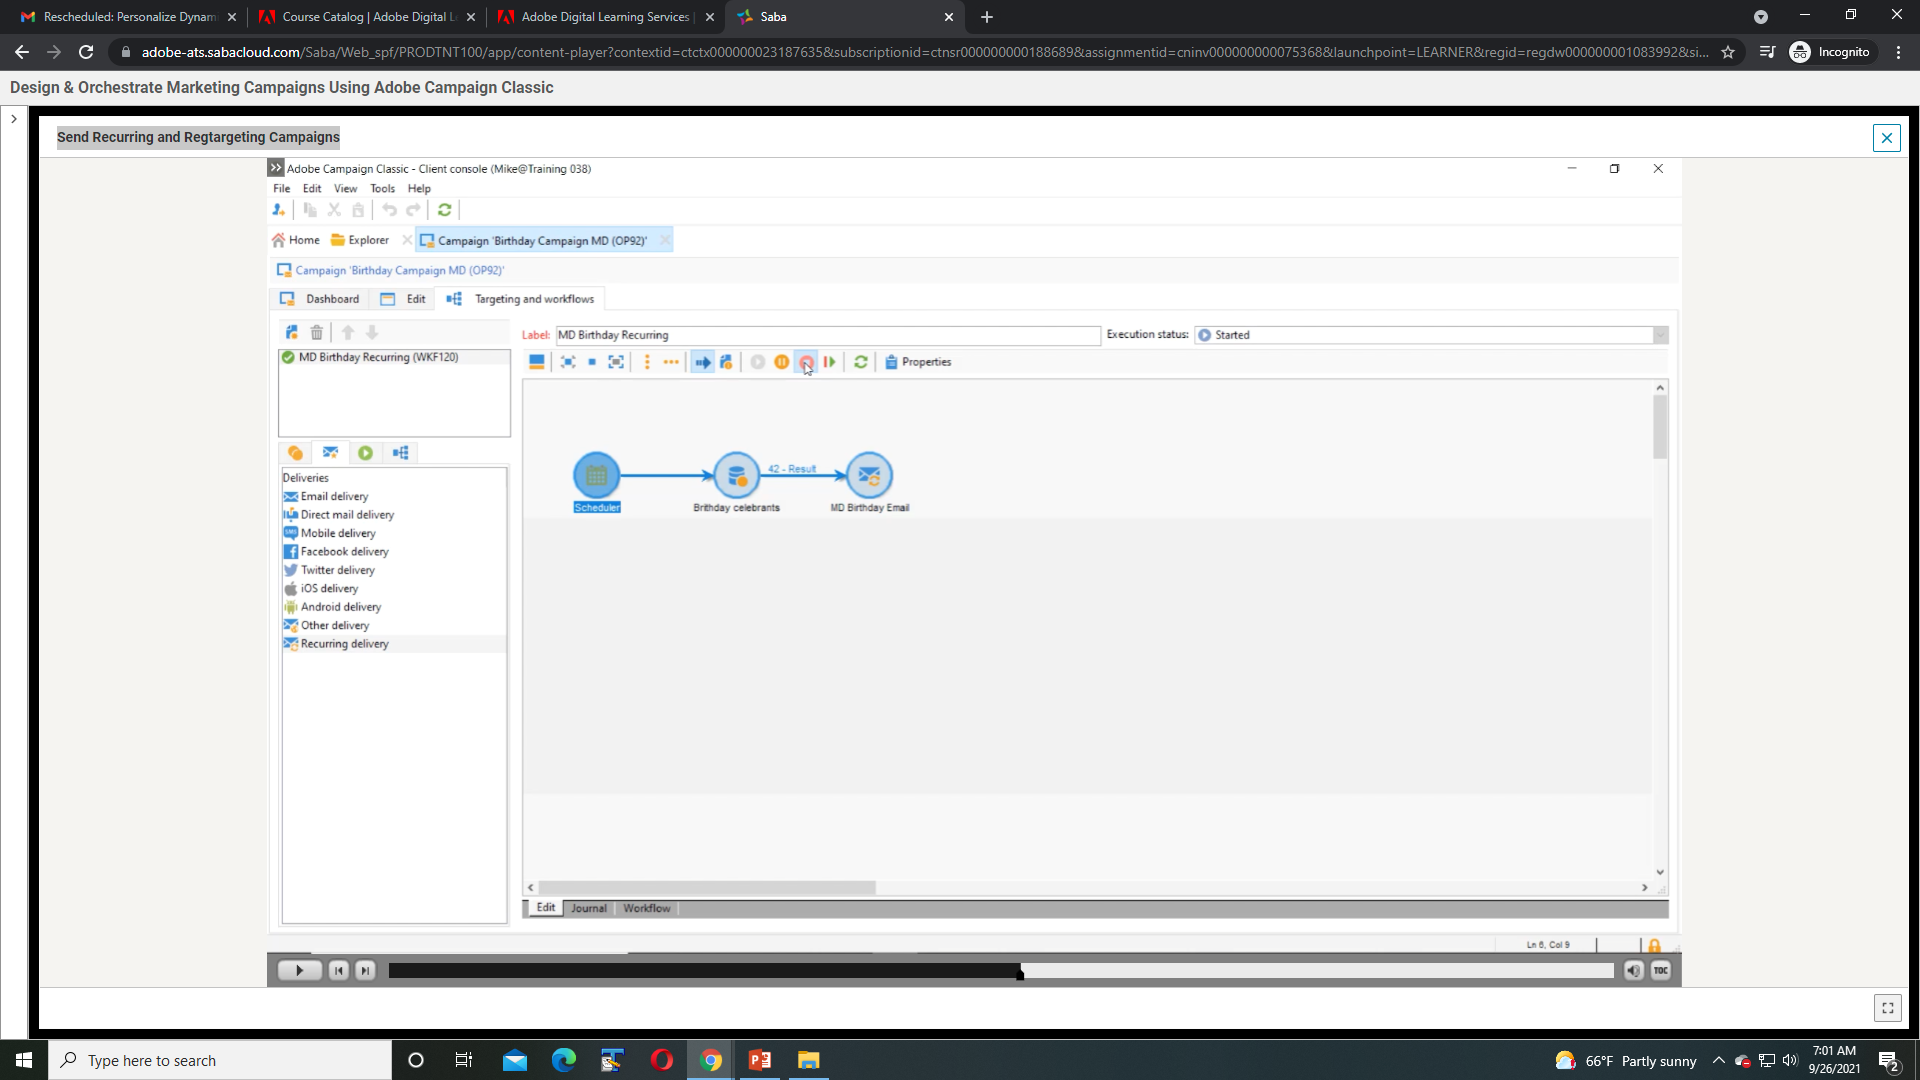 Rescheduled: Personalize Dynam
Course Catalog | Adobe Digital L
Adobe Digital Learning Services |
Saba
adobe-ats.sabacloud.com/Saba/Web_spf/PRODTNT100/app/content-player?contextid=ctctx000000023187635&subscriptionid=ctnsr0000000000188689&assignmentid=cninv000000000075368&launchpoint=LEARNER&regid=regdw000000001083992&si...
Incognito
Design & Orchestrate Marketing Campaigns Using Adobe Campaign Classic
Send Recurring and Regtargeting Campaigns
Adobe Campaign Classic - Client console (Mike@Training 038)
File Edit View Tools Help
Home Explorer Campaign 'Birthday Campaign MD (OP92)'
Campaign 'Birthday Campaign MD (OP92)'
Dashboard Edit Targeting and workflows
Label: MD Birthday Recurring Execution status: Started
MD Birthday Recurring (WKF120)
Properties
42 - Result
Scheduler Brithday celebrants MD Birthday Email
Deliveries
Email delivery
Direct mail delivery
Mobile delivery
Facebook delivery
Twitter delivery
iOS delivery
Android delivery
Other delivery
Recurring delivery
Edit Journal Workflow
Ln 6, Col 9
TOC
Type here to search
66°F Partly sunny
7:01 AM
9/26/2021
2